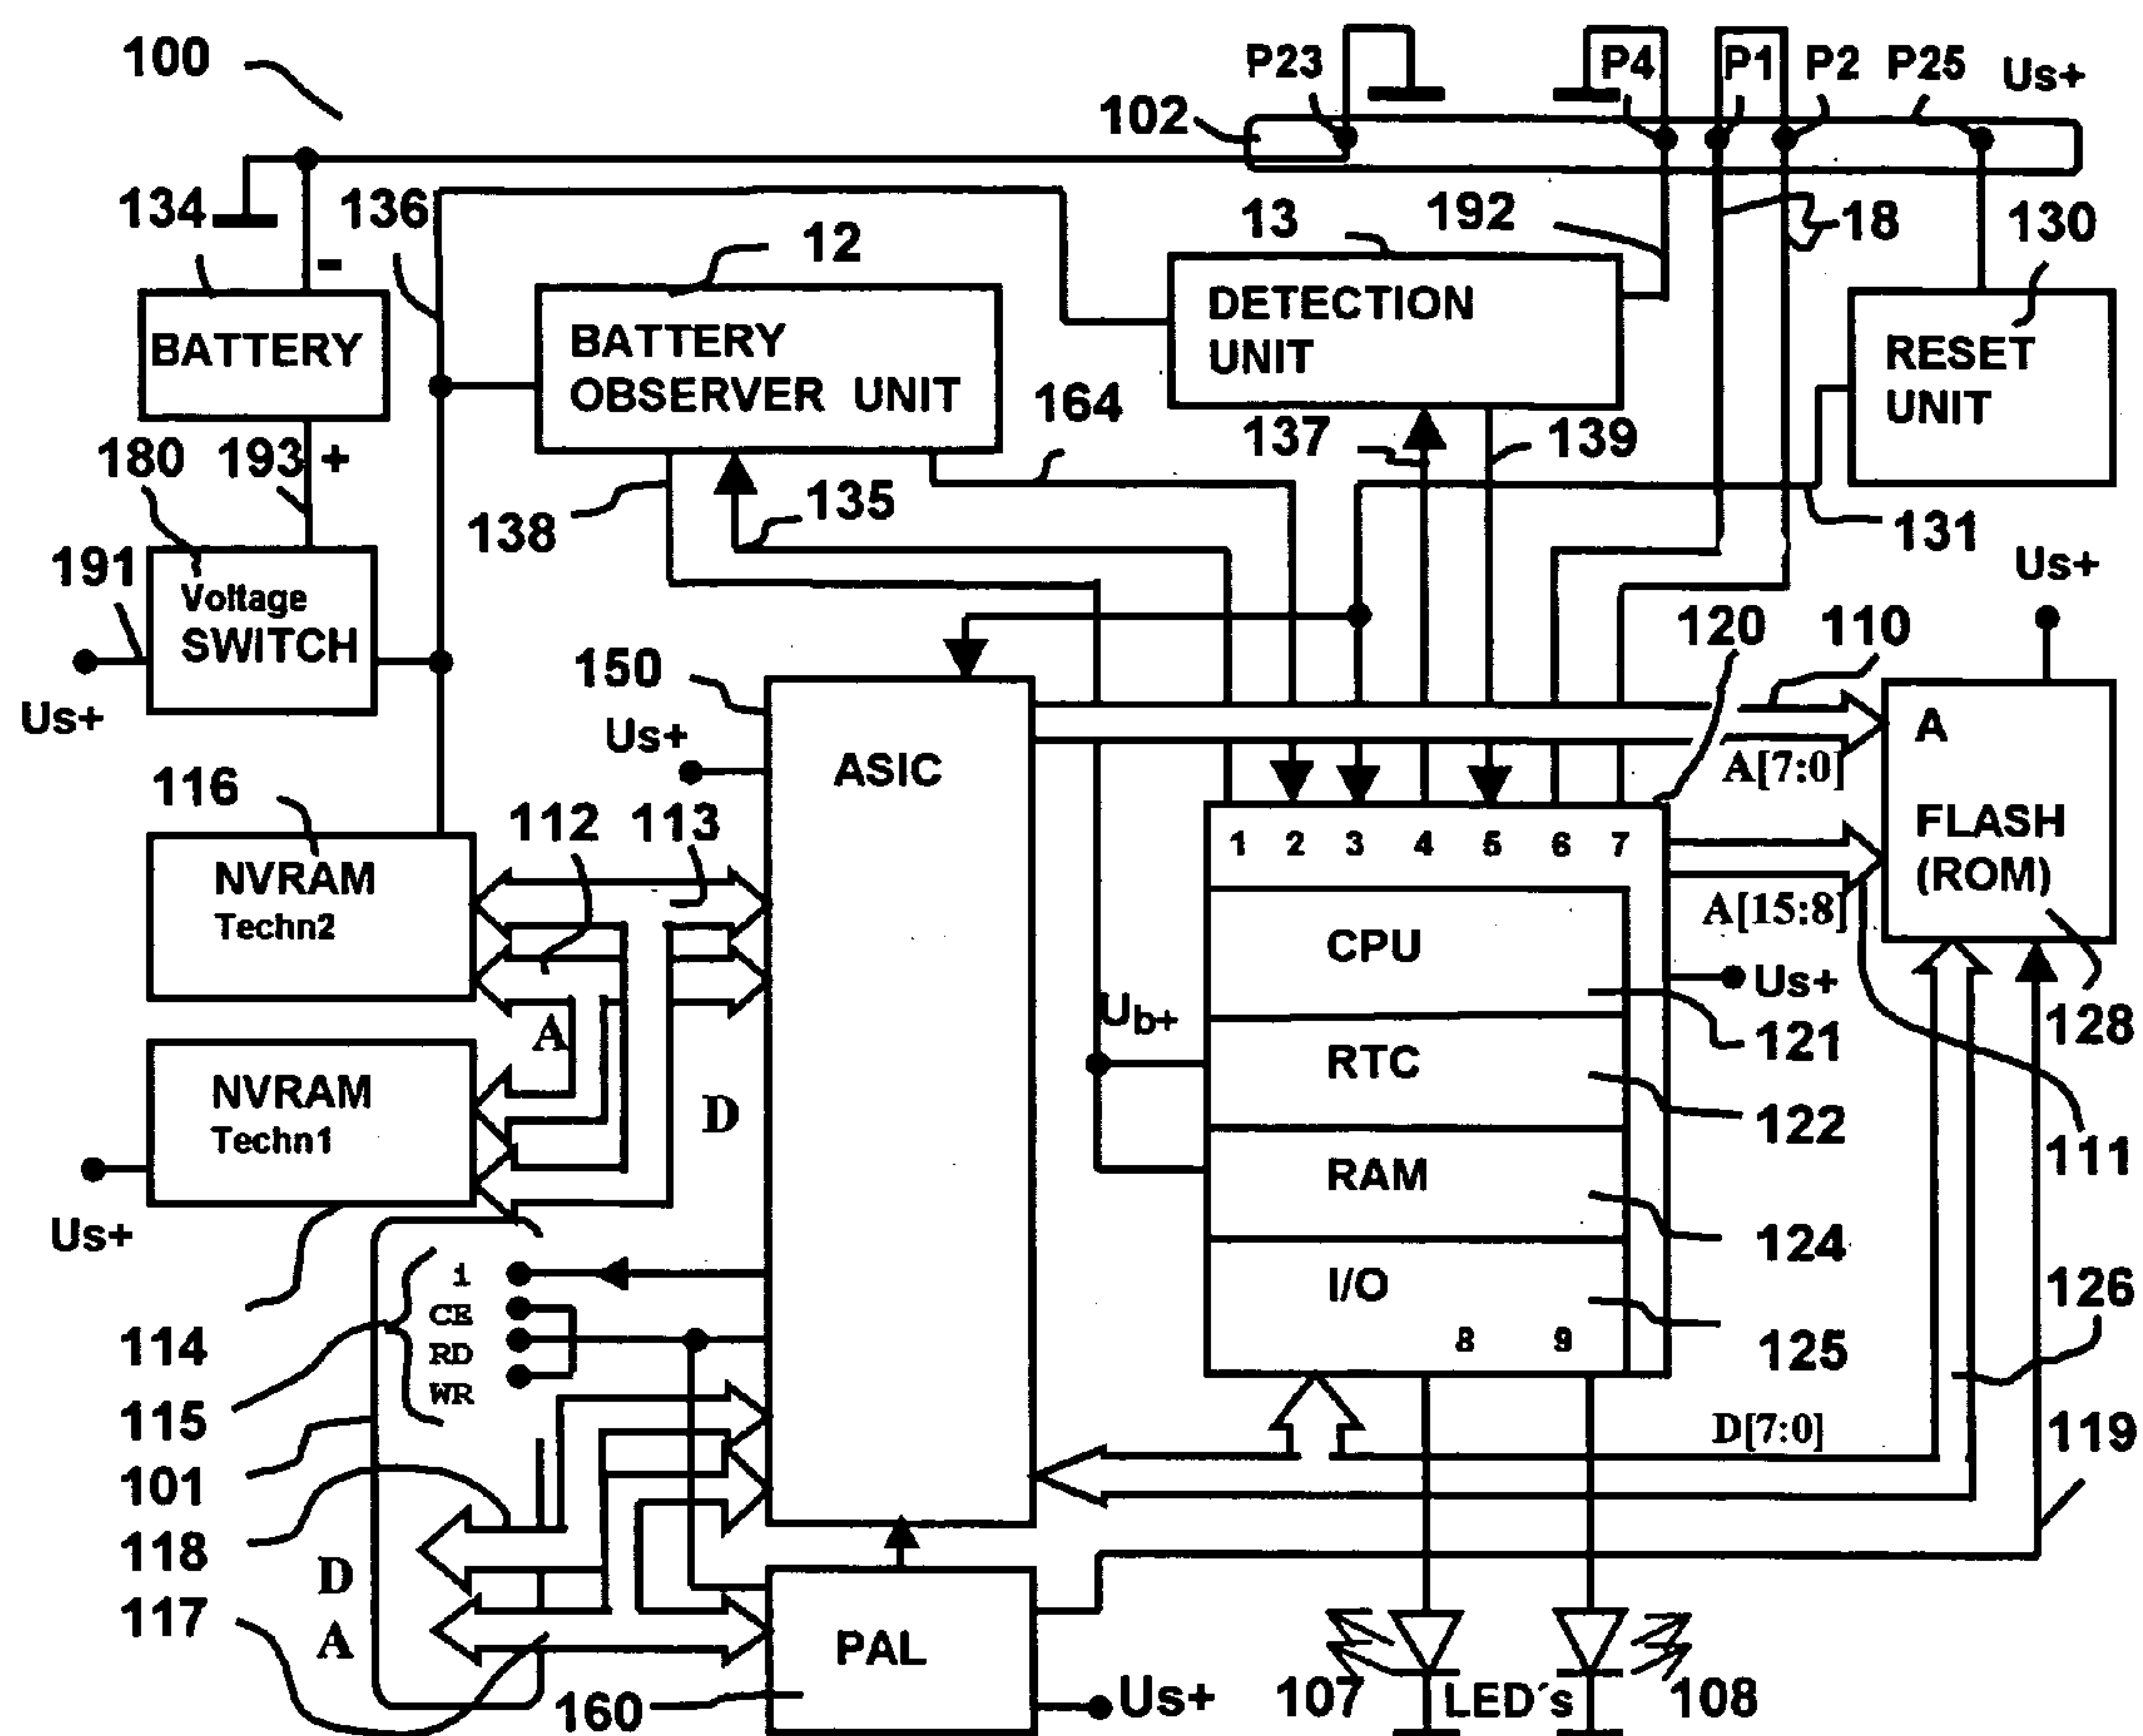 100
P23
P4
P1
P2
P25
Us+
102
134
136
12
13
192
18
130
-
BATTERY
BATTERY
OBSERVER UNIT
DETECTION
UNIT
RESET
UNIT
164
137
139
180
193
+
138
135
131
191
Voltage
SWITCH
Us+
Us+
150
120
110
Us+
ASIC
A
A[7:0]
116
112
113
NVRAM
Techn2
1 2 3 4 5 6 7
FLASH
(ROM)
A[15:8]
CPU
Us+
A
Ub+
121
128
NVRAM
Techn1
D
RTC
122
111
Us+
RAM
124
i
CE
RD
WR
I/O
8 9
126
114
125
115
D[7:0]
119
101
118
D
117
A
PAL
160
Us+
107
LED´s
108